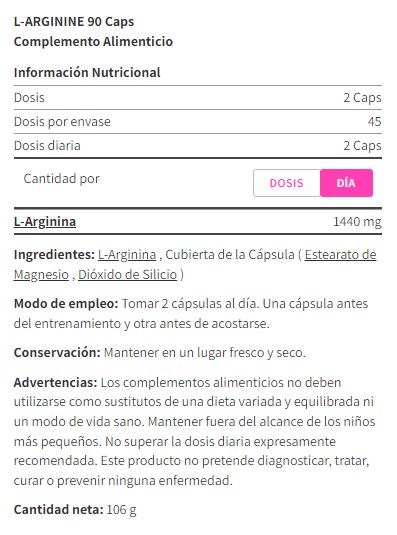 L-ARGININE 90 Caps
Complemento Alimenticio
Información Nutricional
Dosis 2 Caps
Dosis por envase 45
Dosis diaria 2 Caps
Cantidad por DOSIS DÍA
L-Arginina 1440 mg
Ingredientes: L-Arginina , Cubierta de la Cápsula ( Estearato de
Magnesio , Dióxido de Silicio )
Modo de empleo: Tomar 2 cápsulas al día. Una cápsula antes
del entrenamiento y otra antes de acostarse.
Conservación: Mantener en un lugar fresco y seco.
Advertencias: Los complementos alimenticios no deben
utilizarse como sustitutos de una dieta variada y equilibrada ni
un modo de vida sano. Mantener fuera del alcance de los niños
más pequeños. No superar la dosis diaria expresamente
recomendada. Este producto no pretende diagnosticar, tratar,
curar o prevenir ninguna enfermedad.
Cantidad neta: 106 g